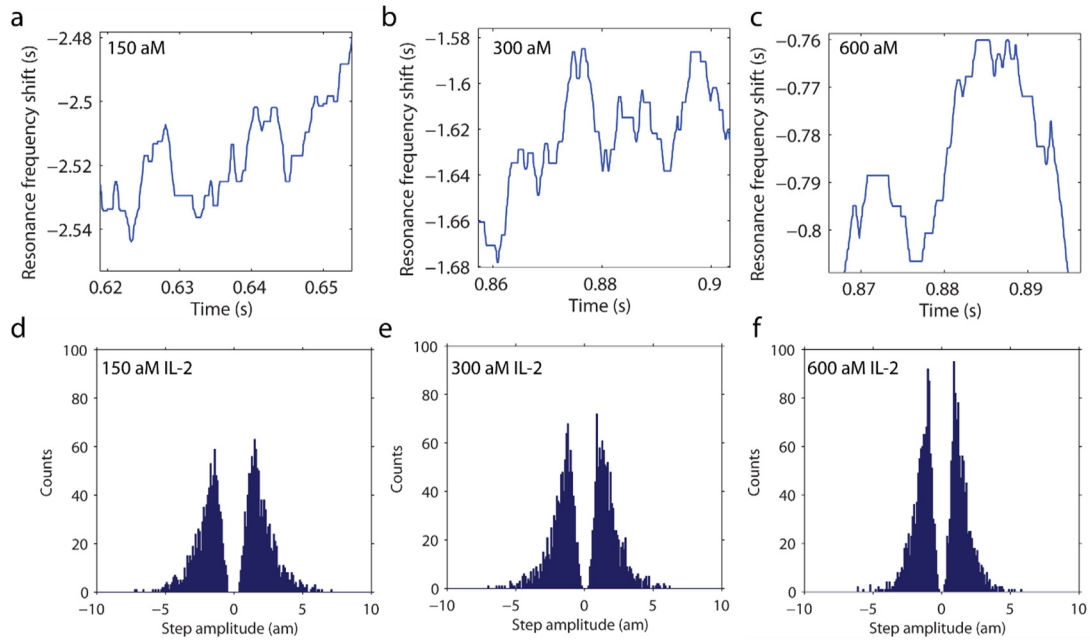 a
150 aM
Resonance frequency shift (s)
−2.48
−2.5
−2.52
−2.54
0.62
0.63
0.64
0.65
Time (s)
b
300 aM
Resonance frequency shift (s)
−1.58
−1.6
−1.62
−1.64
−1.66
−1.68
0.86
0.88
0.9
Time (s)
c
600 aM
Resonance frequency shift (s)
−0.76
−0.77
−0.78
−0.79
−0.8
0.87
0.88
0.89
Time (s)
d
150 aM IL-2
Counts
100
80
60
40
20
0
−10
−5
0
5
10
Step amplitude (am)
e
300 aM IL-2
Counts
100
80
60
40
20
0
−10
−5
0
5
10
Step amplitude (am)
f
600 aM IL-2
Counts
100
80
60
40
20
0
−10
−5
0
5
10
Step amplitude (am)